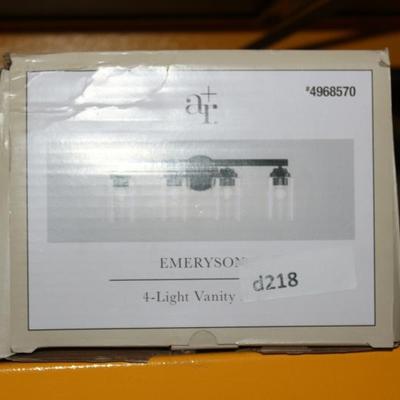 a+r.
#4968570
EMERYSON
4-Light Vanity
d218